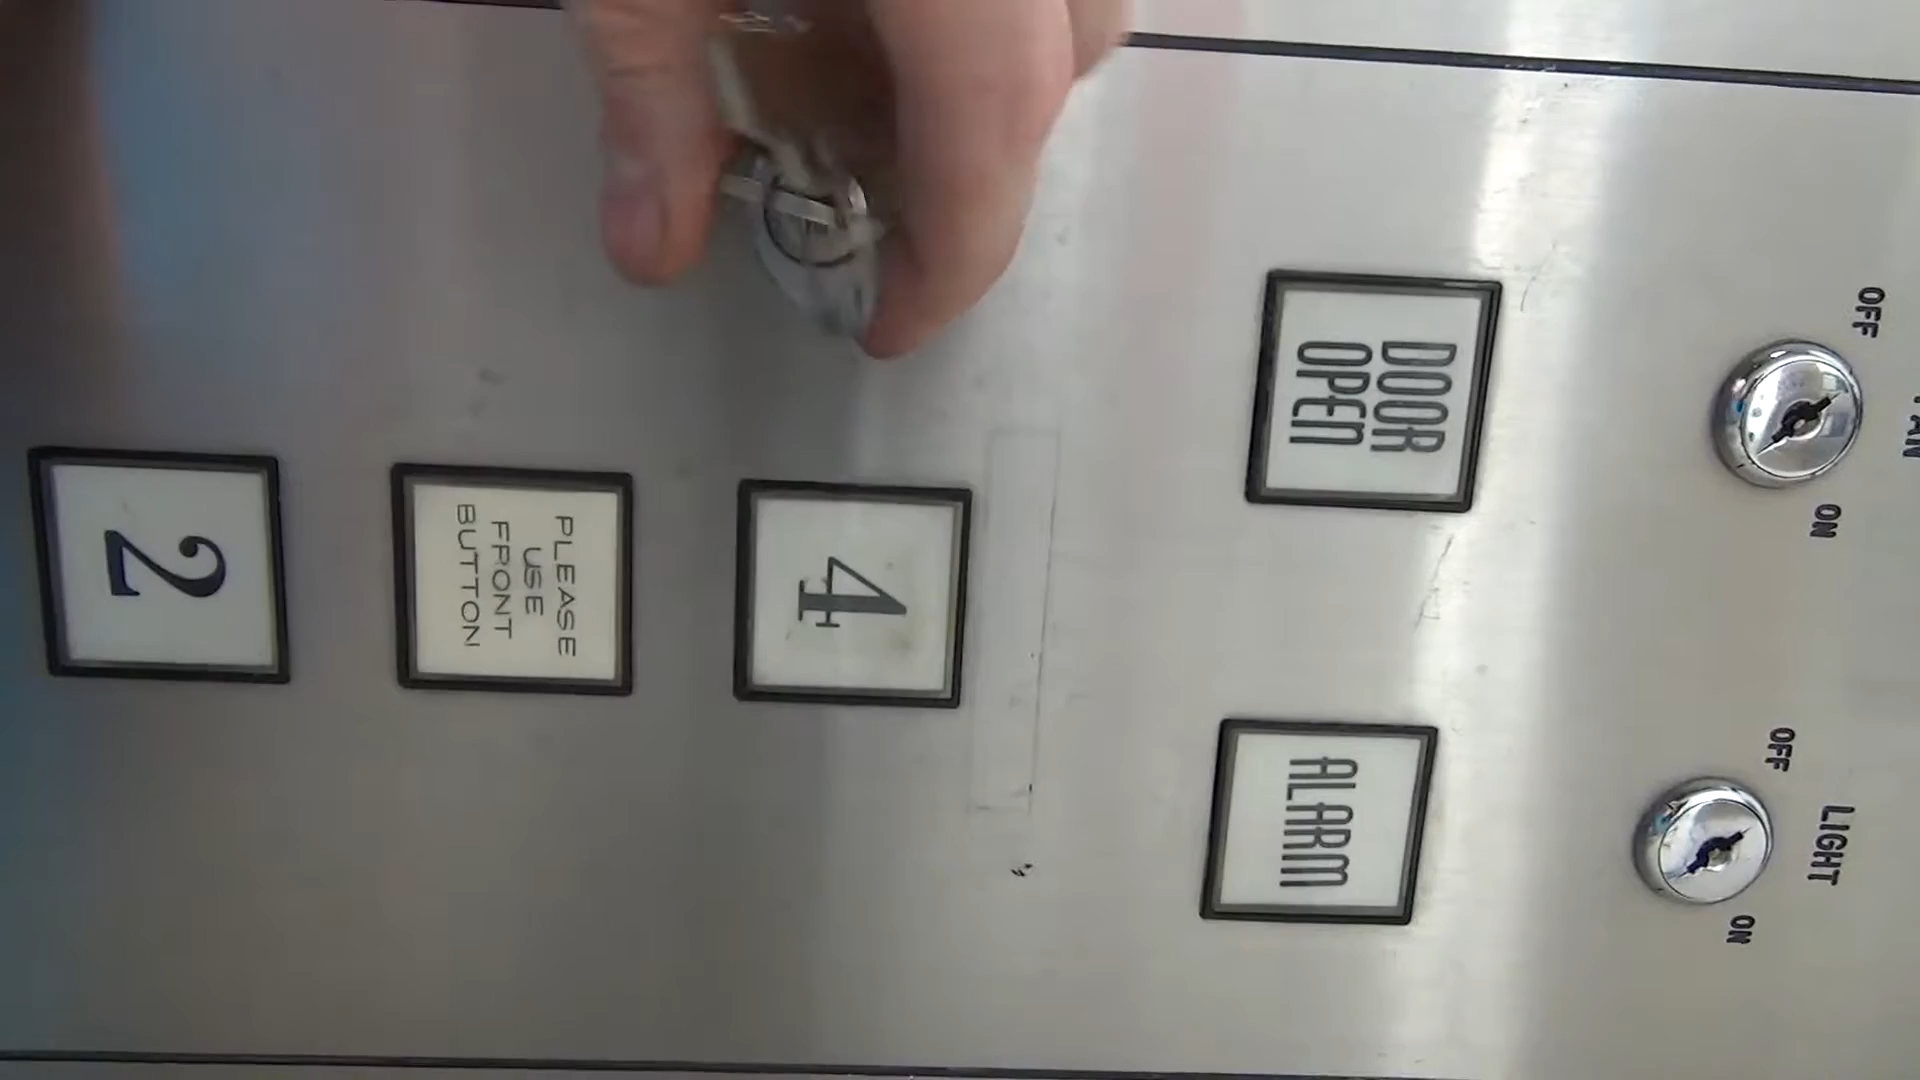 2
PLEASE
USE
FRONT
BUTTON
4
DOOR
OPEN
ALARM
OFF
ON
OFF
LIGHT
ON